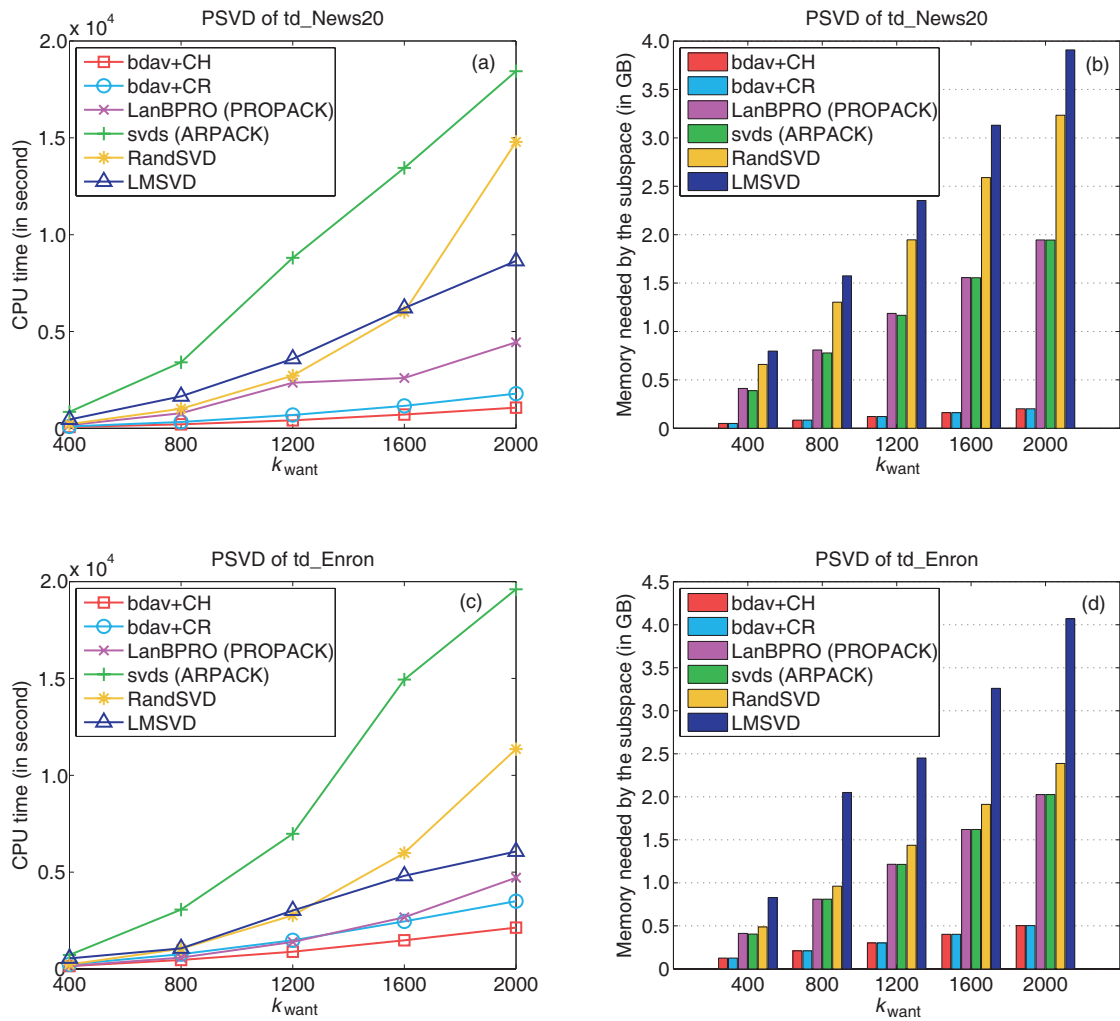 PSVD of td_News20
x 10⁴
2.0
1.5
1.0
0.5
0
CPU time (in second)
bdav+CH
bdav+CR
LanBPRO (PROPACK)
svds (ARPACK)
RandSVD
LMSVD
(a)
400 800 1200 1600 2000
k_want
PSVD of td_News20
4.0
3.5
3.0
2.5
2.0
1.5
1.0
0.5
0
Memory needed by the subspace (in GB)
bdav+CH
bdav+CR
LanBPRO (PROPACK)
svds (ARPACK)
RandSVD
LMSVD
(b)
400 800 1200 1600 2000
k_want
PSVD of td_Enron
x 10⁴
2.0
1.5
1.0
0.5
0
CPU time (in second)
bdav+CH
bdav+CR
LanBPRO (PROPACK)
svds (ARPACK)
RandSVD
LMSVD
(c)
400 800 1200 1600 2000
k_want
PSVD of td_Enron
4.5
4.0
3.5
3.0
2.5
2.0
1.5
1.0
0.5
0
Memory needed by the subspace (in GB)
bdav+CH
bdav+CR
LanBPRO (PROPACK)
svds (ARPACK)
RandSVD
LMSVD
(d)
400 800 1200 1600 2000
k_want